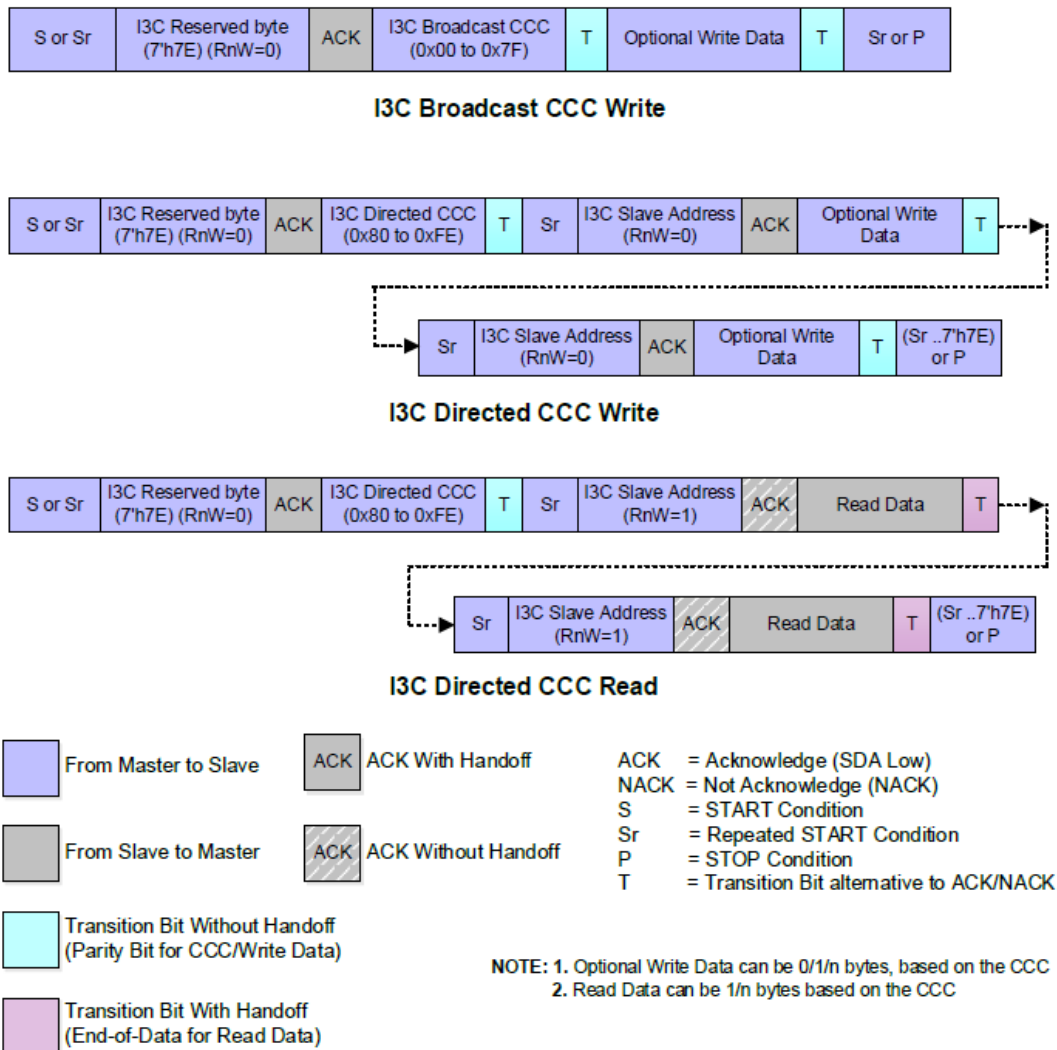 S or Sr
I3C Reserved byte
(7'h7E) (RnW=0)
ACK
I3C Broadcast CCC
(0x00 to 0x7F)
T
Optional Write Data
T
Sr or P
I3C Broadcast CCC Write
S or Sr
I3C Reserved byte
(7'h7E) (RnW=0)
ACK
I3C Directed CCC
(0x80 to 0xFE)
T
Sr
I3C Slave Address
(RnW=0)
ACK
Optional Write
Data
T
Sr
I3C Slave Address
(RnW=0)
ACK
Optional Write
Data
T
(Sr ..7'h7E)
or P
I3C Directed CCC Write
S or Sr
I3C Reserved byte
(7'h7E) (RnW=0)
ACK
I3C Directed CCC
(0x80 to 0xFE)
T
Sr
I3C Slave Address
(RnW=1)
ACK
Read Data
T
Sr
I3C Slave Address
(RnW=1)
ACK
Read Data
T
(Sr ..7'h7E)
or P
I3C Directed CCC Read
From Master to Slave
From Slave to Master
Transition Bit Without Handoff
(Parity Bit for CCC/Write Data)
Transition Bit With Handoff
(End-of-Data for Read Data)
ACK
ACK With Handoff
ACK
ACK Without Handoff
ACK = Acknowledge (SDA Low)
NACK = Not Acknowledge (NACK)
S = START Condition
Sr = Repeated START Condition
P = STOP Condition
T = Transition Bit alternative to ACK/NACK
NOTE: 1. Optional Write Data can be 0/1/n bytes, based on the CCC
2. Read Data can be 1/n bytes based on the CCC